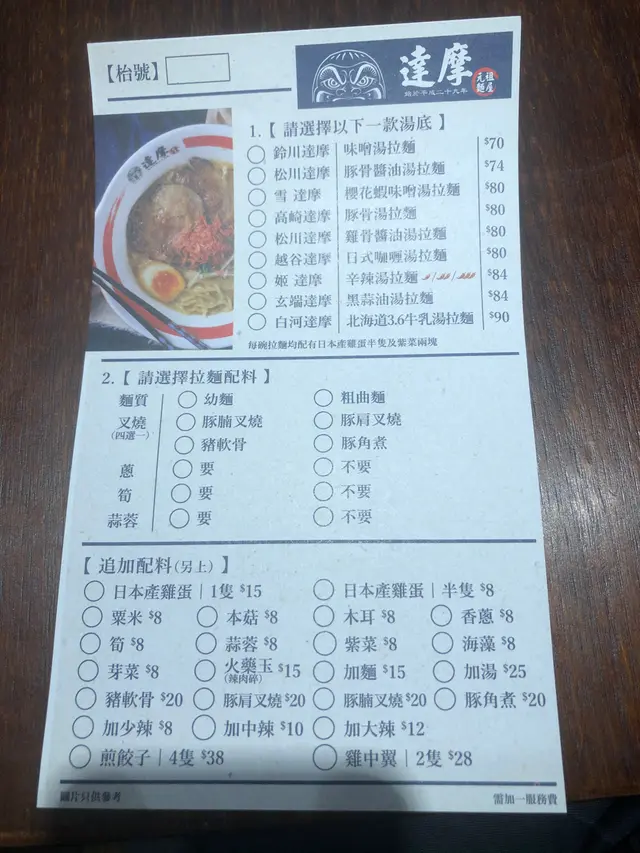 【枱號】
達摩
元祖麵屋
始於平成二十九年
達摩
1.【 請選擇以下一款湯底 】
鈴川達摩 味噌湯拉麵 $70
松川達摩 豚骨醬油湯拉麵 $74
雪 達摩 櫻花蝦味噌湯拉麵 $80
高崎達摩 豚骨湯拉麵 $80
松川達摩 雞骨醬油湯拉麵 $80
越谷達摩 日式咖喱湯拉麵 $80
姬 達摩 辛辣湯拉麵 $84
玄端達摩 黑蒜油湯拉麵 $84
白河達摩 北海道3.6牛乳湯拉麵 $90
每碗拉麵均配有日本產雞蛋半隻及紫菜兩塊
2.【 請選擇拉麵配料 】
麵質 幼麵 粗曲麵
叉燒 豚腩叉燒 豚肩叉燒
(四選一) 豬軟骨 豚角煮
蔥 要 不要
筍 要 不要
蒜蓉 要 不要
【 追加配料(另上) 】
日本產雞蛋 | 1隻 $15 日本產雞蛋 | 半隻 $8
粟米 $8 本菇 $8 木耳 $8 香蔥 $8
筍 $8 蒜蓉 $8 紫菜 $8 海藻 $8
芽菜 $8 火藥玉 $15 加麵 $15 加湯 $25
(辣肉碎)
豬軟骨 $20 豚肩叉燒 $20 豚腩叉燒 $20 豚角煮 $20
加少辣 $8 加中辣 $10 加大辣 $12
煎餃子 | 4隻 $38 雞中翼 | 2隻 $28
圖片只供參考 需加一服務費